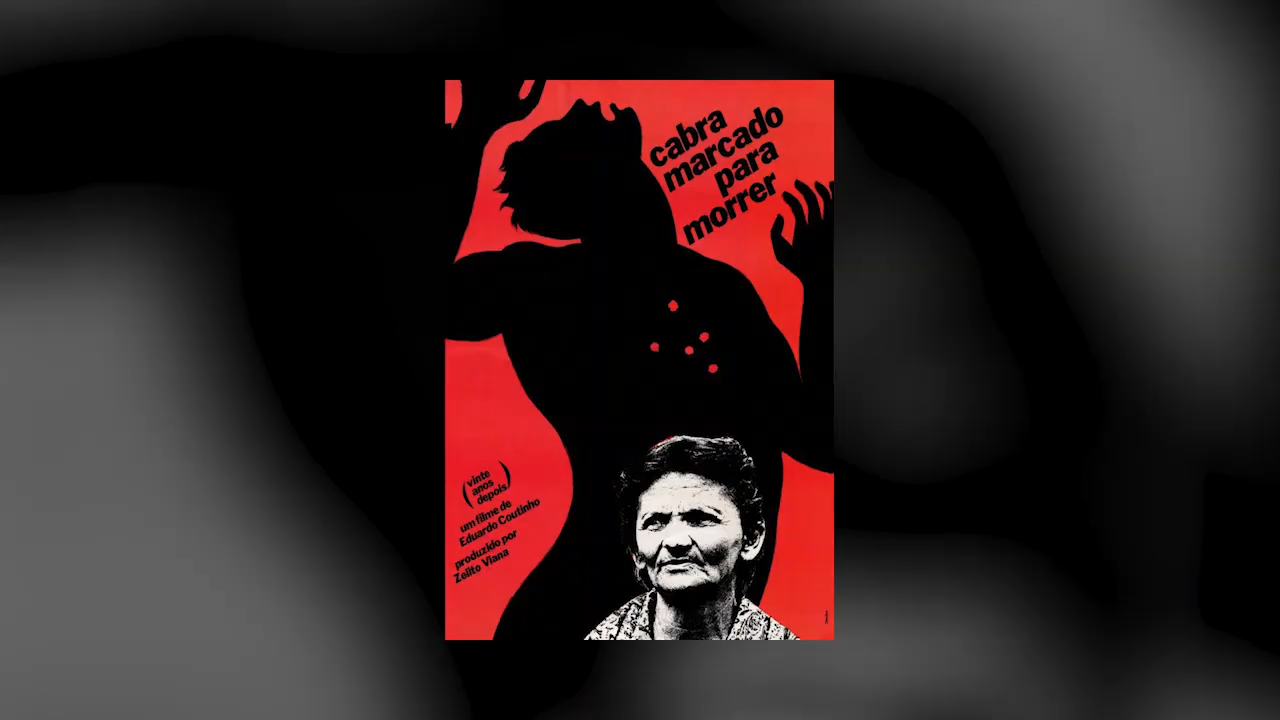 cabra
marcado
para
morrer
(vinte
anos
depois)
um filme de
Eduardo Coutinho
produzido por
Zelito Viana